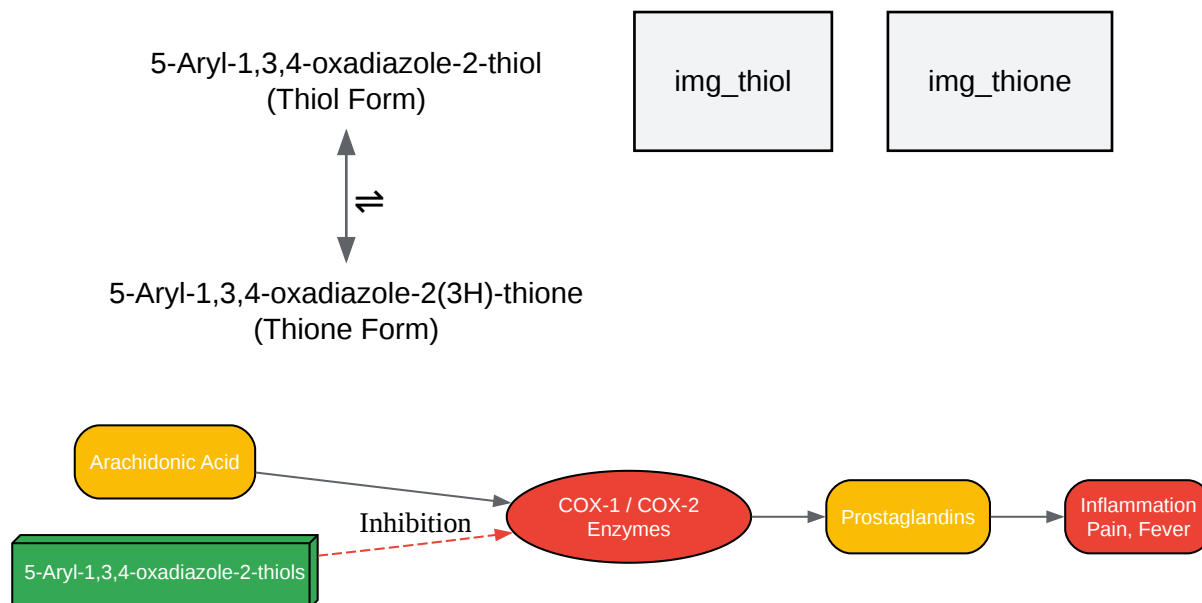 5-Aryl-1,3,4-oxadiazole-2-thiol
(Thiol Form)
img_thiol
img_thione
⇌
5-Aryl-1,3,4-oxadiazole-2(3H)-thione
(Thione Form)
Arachidonic Acid
Inhibition
5-Aryl-1,3,4-oxadiazole-2-thiols
COX-1 / COX-2
Enzymes
Prostaglandins
Inflammation
Pain, Fever